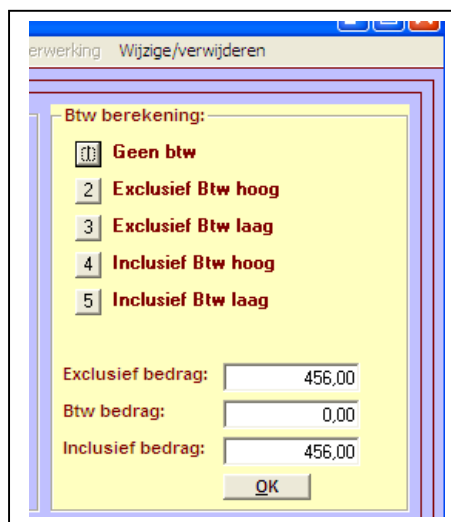 erwerking Wijzige/verwijderen
Btw berekening:
1 Geen btw
2 Exclusief Btw hoog
3 Exclusief Btw laag
4 Inclusief Btw hoog
5 Inclusief Btw laag
Exclusief bedrag: 456,00
Btw bedrag: 0,00
Inclusief bedrag: 456,00
OK